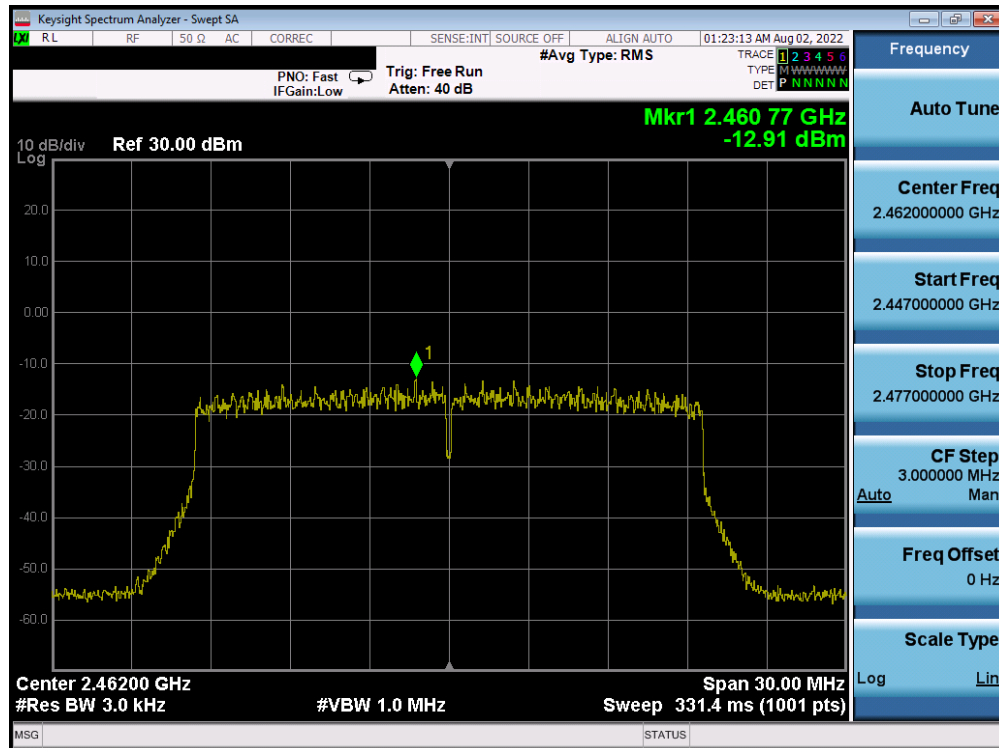 Keysight Spectrum Analyzer - Swept SA
LXI RL RF 50 Ω AC CORREC SENSE:INT SOURCE OFF ALIGN AUTO 01:23:13 AM Aug 02, 2022
#Avg Type: RMS TRACE 1 2 3 4 5 6
PNO: Fast Trig: Free Run TYPE M WWWWW
IFGain:Low Atten: 40 dB DET P N N N N N
Mkr1 2.460 77 GHz
10 dB/div Ref 30.00 dBm -12.91 dBm
Log
20.0
10.0
0.00
1
-10.0
-20.0
-30.0
-40.0
-50.0
-60.0
Center 2.46200 GHz Span 30.00 MHz
#Res BW 3.0 kHz #VBW 1.0 MHz Sweep 331.4 ms (1001 pts)
MSG STATUS
Frequency
Auto Tune
Center Freq
2.462000000 GHz
Start Freq
2.447000000 GHz
Stop Freq
2.477000000 GHz
CF Step
3.000000 MHz
Auto Man
Freq Offset
0 Hz
Scale Type
Log Lin